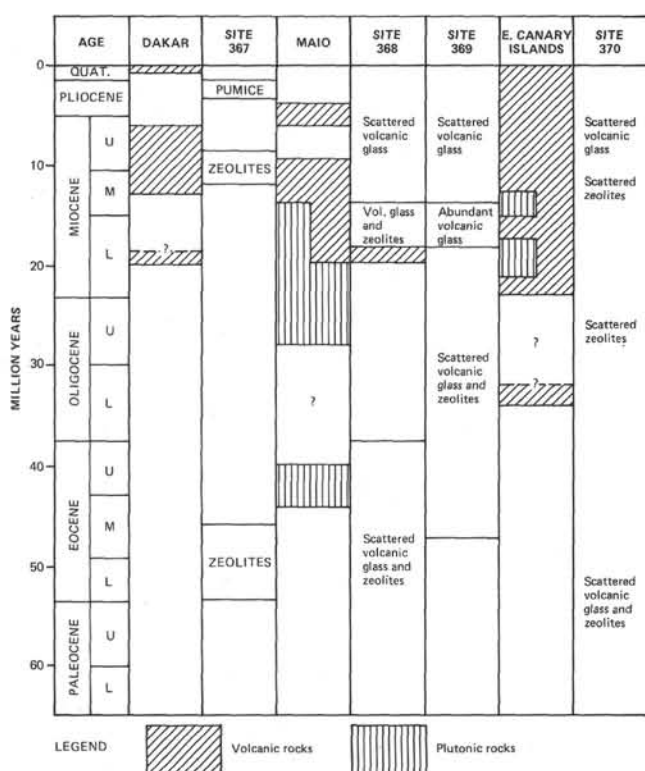 AGE
DAKAR
SITE
367
MAIO
SITE
368
SITE
369
E. CANARY
ISLANDS
SITE
370
MILLION YEARS
0
10
20
30
40
50
60
QUAT.
PLIOCENE
MIOCENE
U
M
L
OLIGOCENE
U
L
EOCENE
U
M
L
PALEOCENE
U
L
?
PUMICE
ZEOLITES
ZEOLITES
?
Scattered
volcanic
glass
Vol. glass
and
zeolites
Scattered
volcanic
glass and
zeolites
Scattered
volcanic
glass
Abundant
volcanic
glass
Scattered
volcanic
glass and
zeolites
?
?
Scattered
volcanic
glass
Scattered
zeolites
Scattered
zeolites
Scattered
volcanic
glass and
zeolites
LEGEND
Volcanic rocks
Plutonic rocks